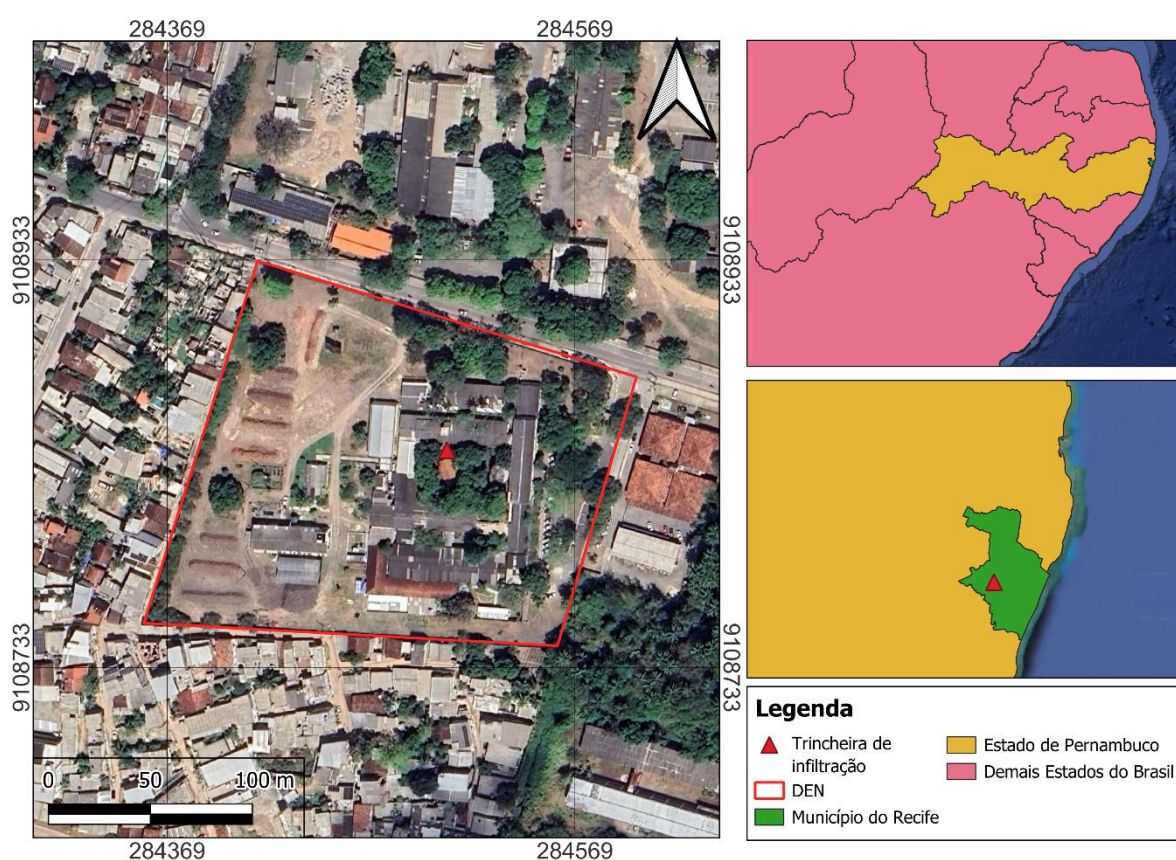 284369
284569
9108933
9108933
9108733
9108733
0 50 100 m
284369
284569
Legenda
Trincheira de
infiltração
DEN
Município do Recife
Estado de Pernambuco
Demais Estados do Brasil